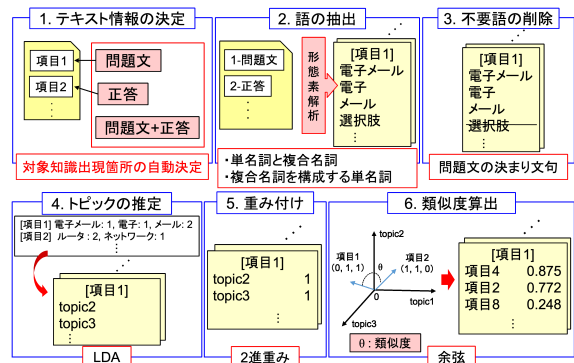 1. テキスト情報の決定
項目1
項目2
⋮
問題文
正答
問題文+正答
対象知識出現箇所の自動決定
2. 語の抽出
1-問題文
2-正答
⋮
形態素解析
[項目1]
電子メール
電子
メール
選択肢
⋮
・単名詞と複合名詞
・複合名詞を構成する単名詞
3. 不要語の削除
[項目1]
電子メール
電子
メール
選択肢
⋮
問題文の決まり文句
4. トピックの推定
[項目1] 電子メール: 1, 電子: 1, メール: 2
[項目2] ルータ: 2, ネットワーク: 1
⋮
[項目1]
topic2
topic3
⋮
LDA
5. 重み付け
[項目1]
topic2 1
topic3 1
⋮
2進重み
6. 類似度算出
topic2
項目1
(0, 1, 1)
θ
項目2
(1, 1, 0)
0
topic1
topic3
θ : 類似度
[項目1]
項目4 0.875
項目2 0.772
項目8 0.248
⋮
余弦